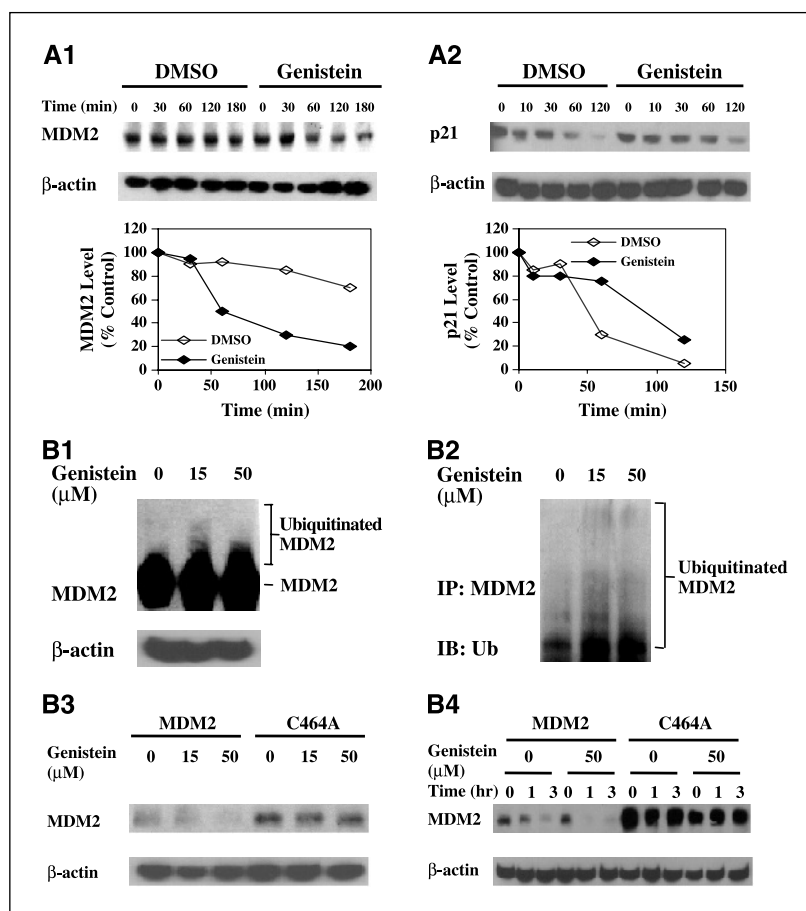 A1
DMSO Genistein
Time (min) 0 30 60 120 180 0 30 60 120 180
MDM2
β-actin
120
100
80
60
40
20
0
MDM2 Level
(% Control)
DMSO
Genistein
0 50 100 150 200
Time (min)
A2
DMSO Genistein
0 10 30 60 120 0 10 30 60 120
p21
β-actin
120
100
80
60
40
20
0
p21 Level
(% Control)
DMSO
Genistein
0 50 100 150
Time (min)
B1
Genistein 0 15 50
(μM)
Ubiquitinated
MDM2
MDM2
MDM2
β-actin
B2
Genistein 0 15 50
(μM)
Ubiquitinated
MDM2
IP: MDM2
IB: Ub
B3
MDM2 C464A
Genistein 0 15 50 0 15 50
(μM)
MDM2
β-actin
B4
MDM2 C464A
Genistein 0 50 0 50
(μM)
Time (hr) 0 1 3 0 1 3 0 1 3 0 1 3
MDM2
β-actin